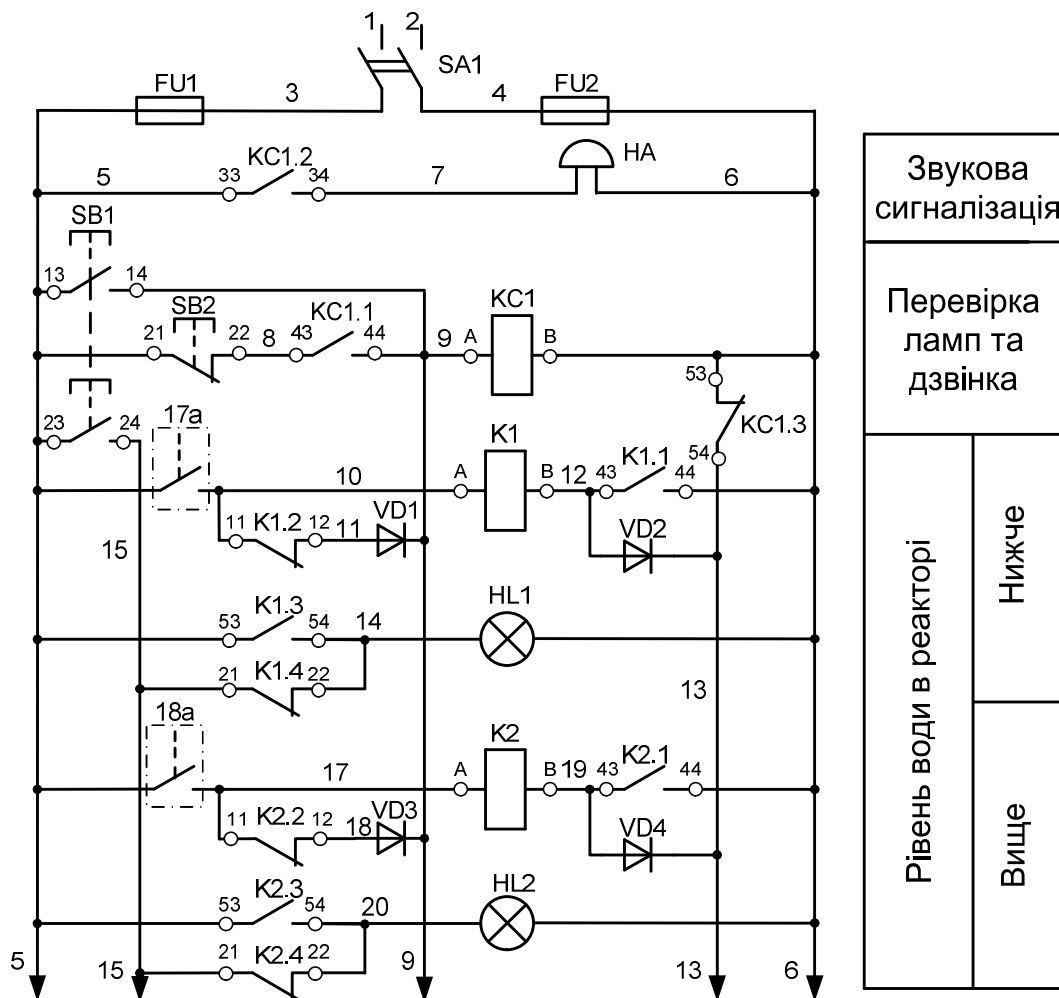 1 2
SA1
FU1 3 4 FU2
KC1.2 HA
5 33 34 7 6
SB1
13 14
SB2 KC1.1 KC1
21 22 8 43 44 9 A B
53
KC1.3
54
23 24 17a
K1 K1.1
10 A B 12 43 44
K1.2 VD1
11 12 11
VD2
15
K1.3 HL1
53 54 14
K1.4
21 22
13
18a
K2 K2.1
17 A B 19 43 44
K2.2 VD3
11 12 18
VD4
K2.3 HL2
53 54 20
21 K2.4 22
5 15 9 13 6
Звукова
сигналізація
Перевірка
ламп та
дзвінка
Рівень води в реакторі
Нижче
Вище